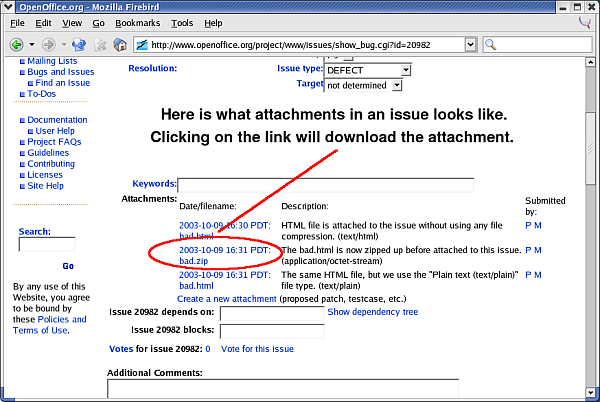 OpenOffice.org - Mozilla Firebird
File Edit View Go Bookmarks Tools Help
http://www.openoffice.org/project/www/issues/show_bug.cgi?id=20982
Mailing Lists
Bugs and Issues
Find an Issue
To-Dos
Documentation
User Help
Project FAQs
Guidelines
Contributing
Licenses
Site Help
Search:
Go
By any use of this
Website, you agree
to be bound by
these Policies and
Terms of Use.
Resolution:
Issue type: DEFECT
Target not determined
Here is what attachments in an issue looks like.
Clicking on the link will download the attachment.
Keywords:
Attachments:
Date/filename: Description: Submitted
by:
2003-10-09 16:30 PDT: HTML file is attached to the issue without using any file P M
bad.html compression. (text/html)
2003-10-09 16:31 PDT: The bad.html is now zipped up before attached to this issue. P M
bad.zip (application/octet-stream)
2003-10-09 16:31 PDT: The same HTML file, but we use the "Plain text (text/plain)" P M
bad.html file type. (text/plain)
Create a new attachment (proposed patch, testcase, etc.)
Issue 20982 depends on: Show dependency tree
Issue 20982 blocks:
Votes for issue 20982: 0 Vote for this issue
Additional Comments: